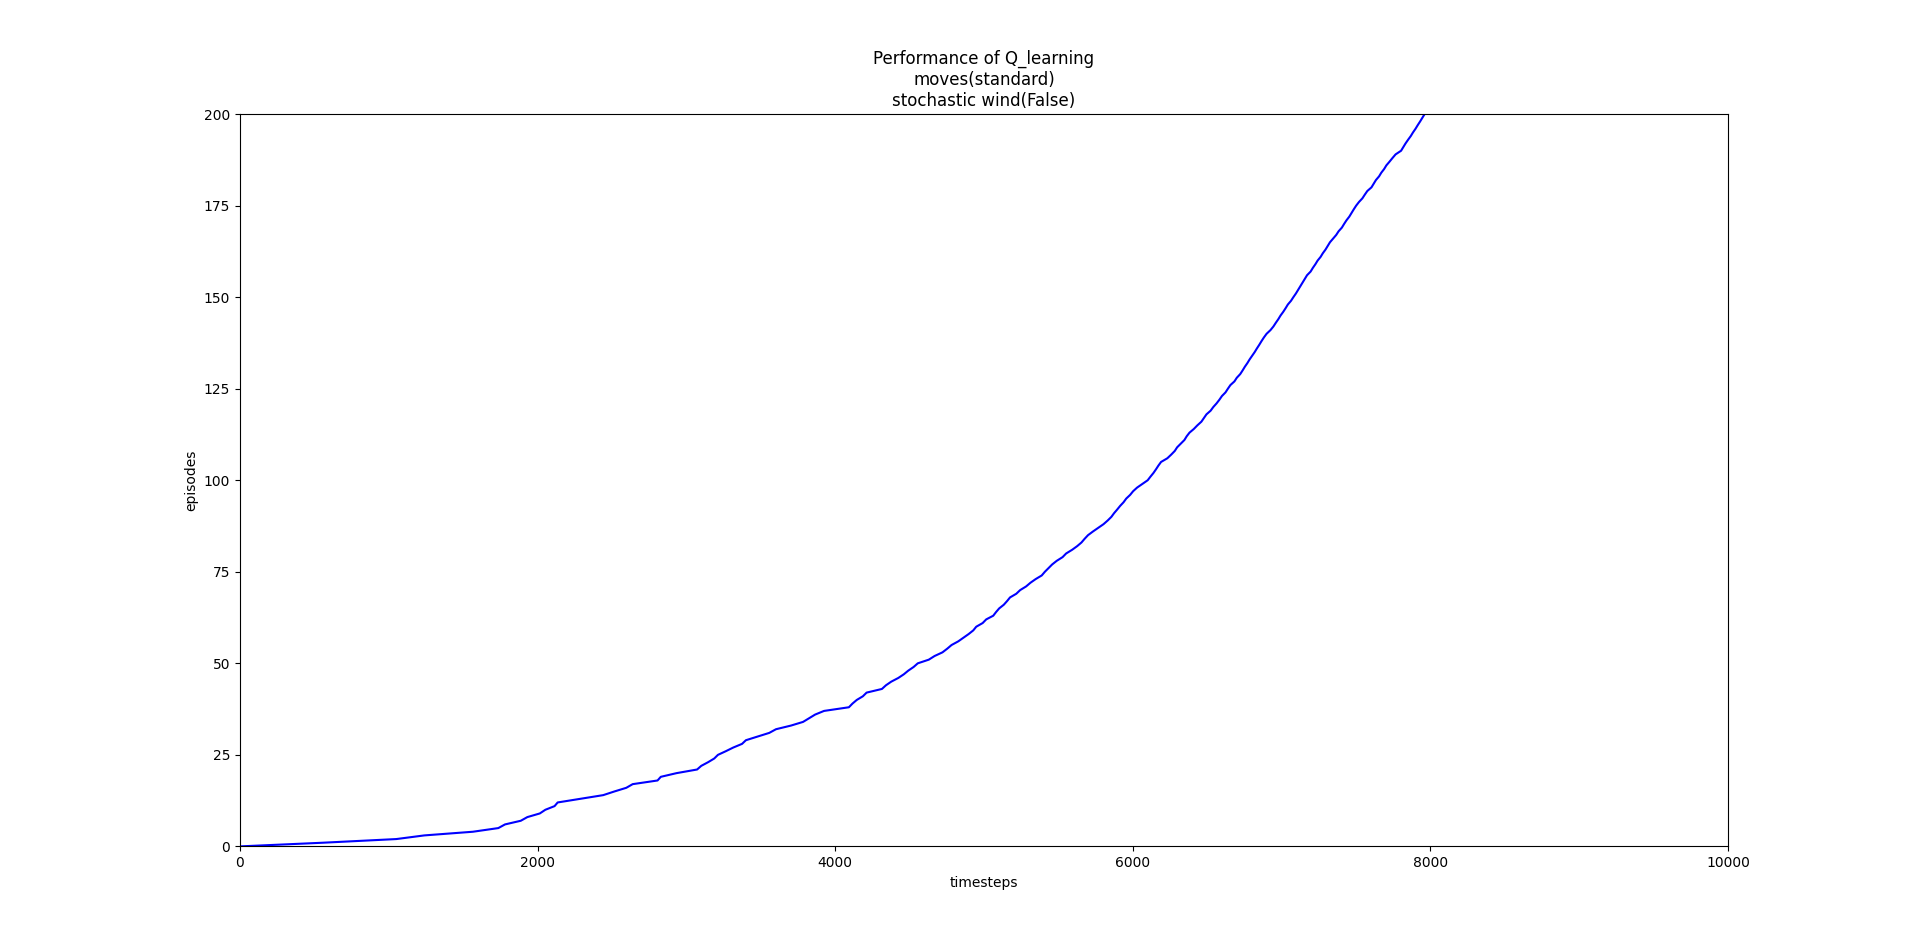 Performance of Q_learning
moves(standard)
stochastic wind(False)
200
175
150
125
100
75
50
25
0
episodes
0 2000 4000 6000 8000 10000
timesteps